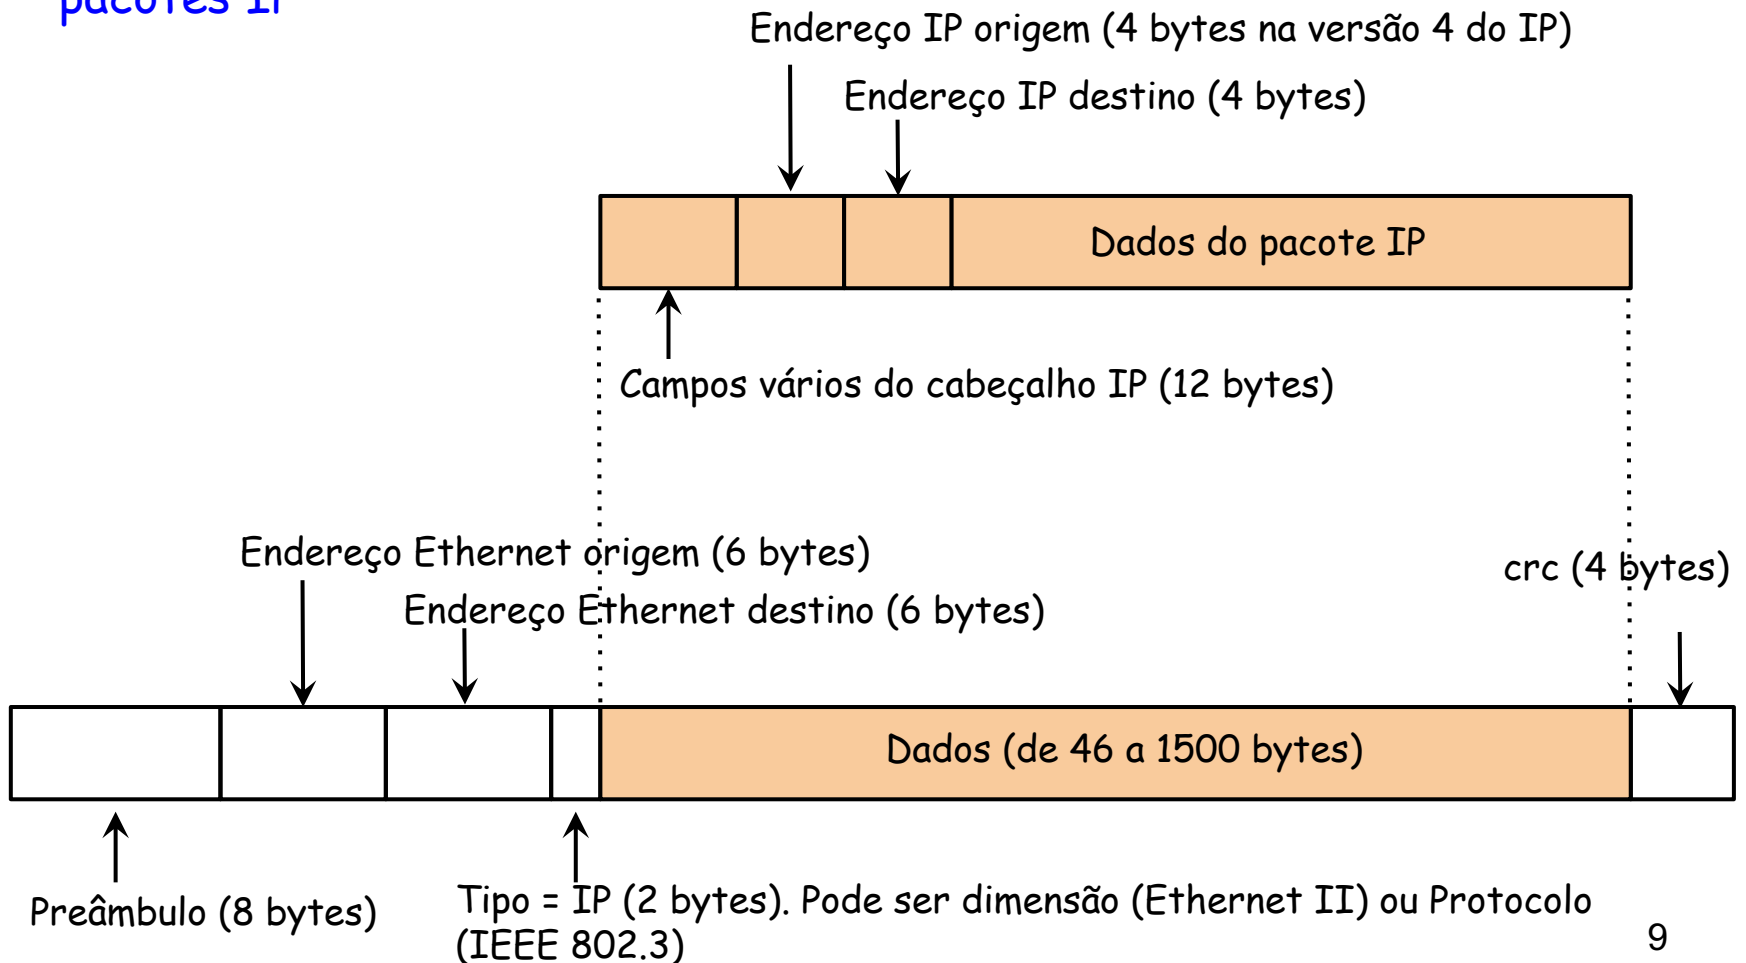 pacotes IP
Endereço IP origem (4 bytes na versão 4 do IP)
Endereço IP destino (4 bytes)
Dados do pacote IP
Campos vários do cabeçalho IP (12 bytes)
Endereço Ethernet origem (6 bytes)
crc (4 bytes)
Endereço Ethernet destino (6 bytes)
Dados (de 46 a 1500 bytes)
Preâmbulo (8 bytes)
Tipo = IP (2 bytes). Pode ser dimensão (Ethernet II) ou Protocolo
(IEEE 802.3)
9